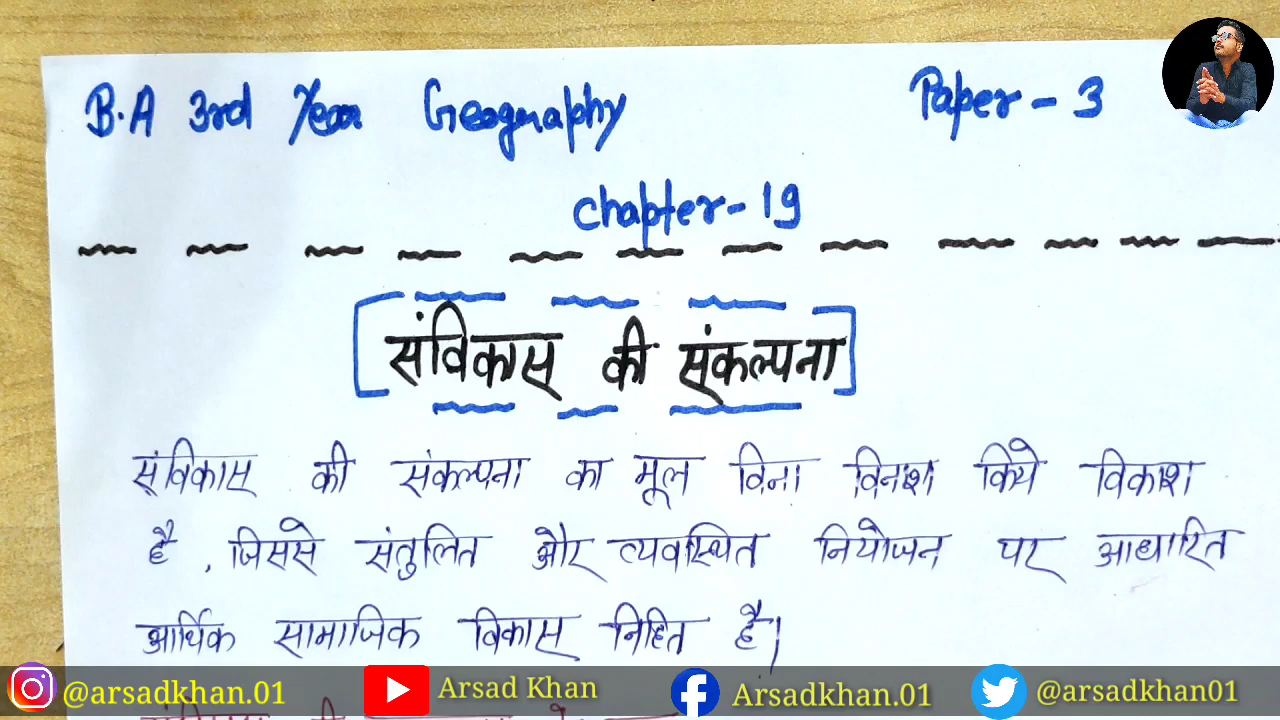 B.A 3rd Year Geography Paper - 3
Chapter - 19
संविकास की संकल्पना
संविकास की संकल्पना का मूल विना विनाश किये विकाश
है , जिससे संतुलित और व्यवस्थित नियोजन पर आधारित
आर्थिक सामाजिक विकास निहित है।
@arsadkhan.01 Arsad Khan Arsadkhan.01 @arsadkhan01